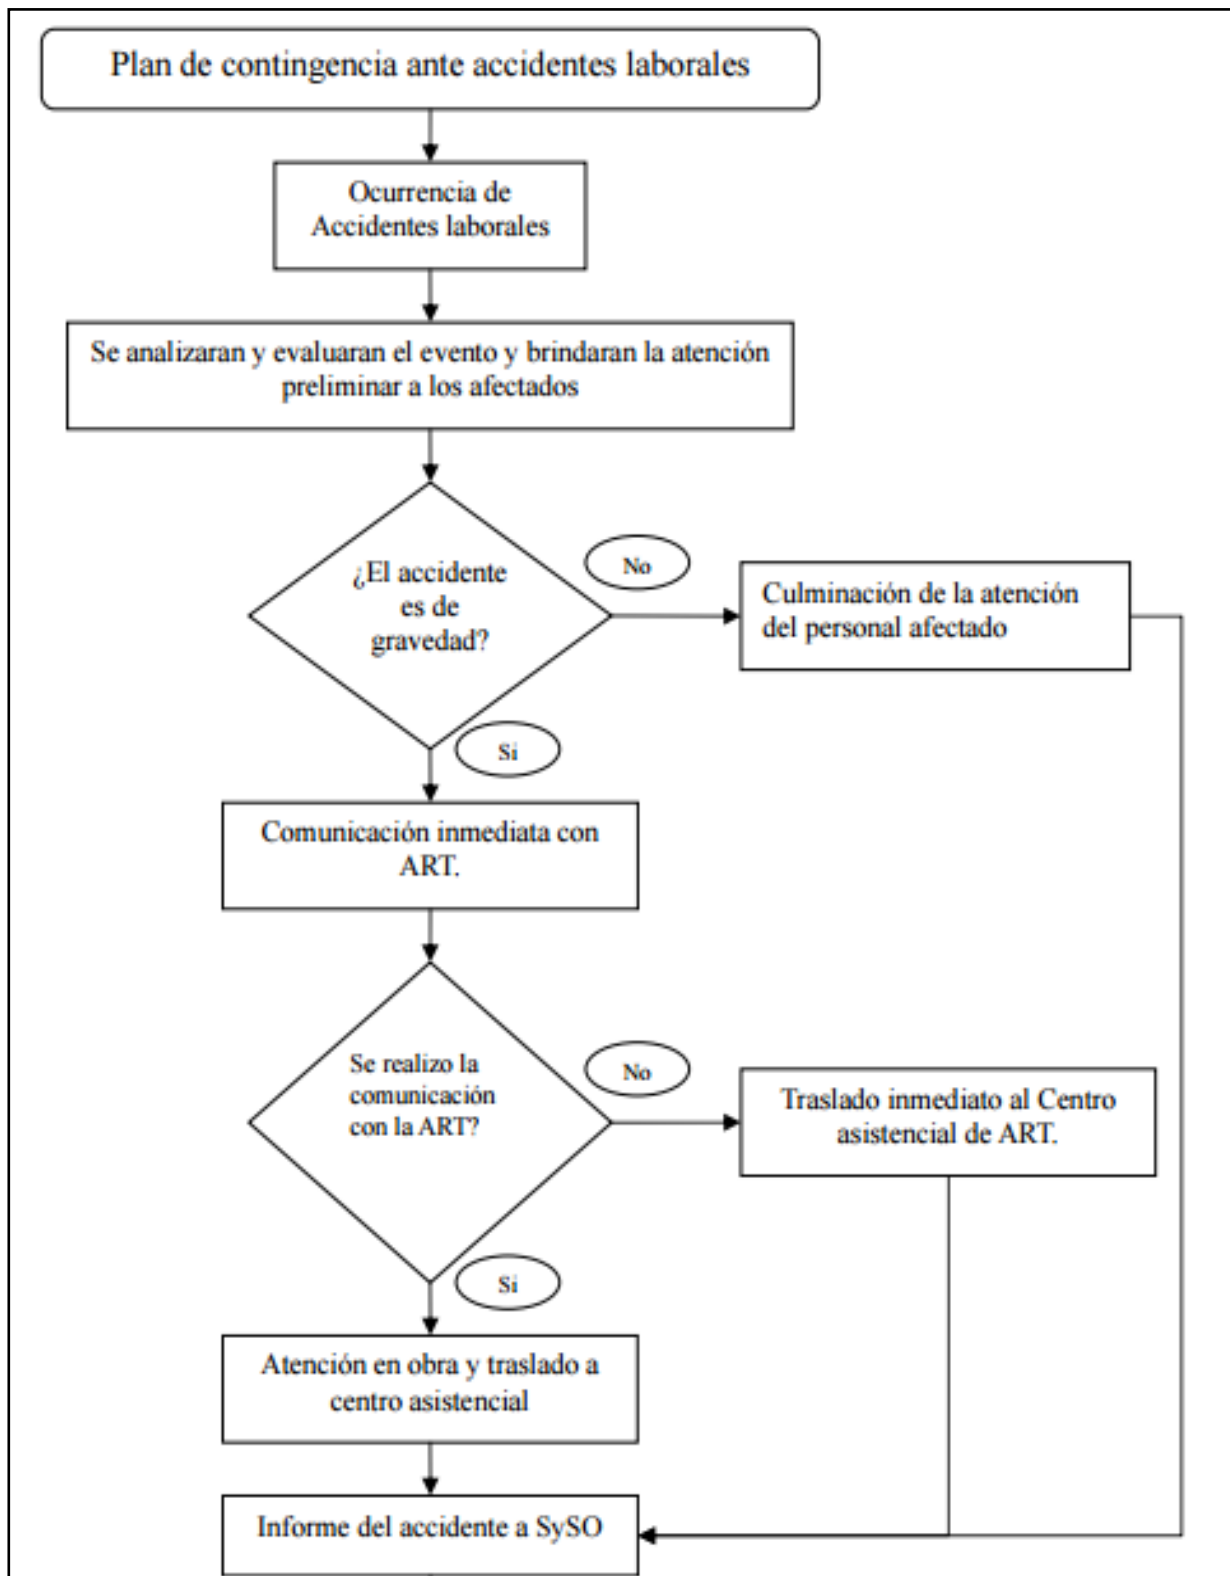 Plan de contingencia ante accidentes laborales
Ocurrencia de
Accidentes laborales
Se analizaran y evaluaran el evento y brindaran la atención
preliminar a los afectados
¿El accidente
es de
gravedad?
No
Culminación de la atención
del personal afectado
Si
Comunicación inmediata con
ART.
Se realizo la
comunicación
con la ART?
No
Traslado inmediato al Centro
asistencial de ART.
Si
Atención en obra y traslado a
centro asistencial
Informe del accidente a SySO